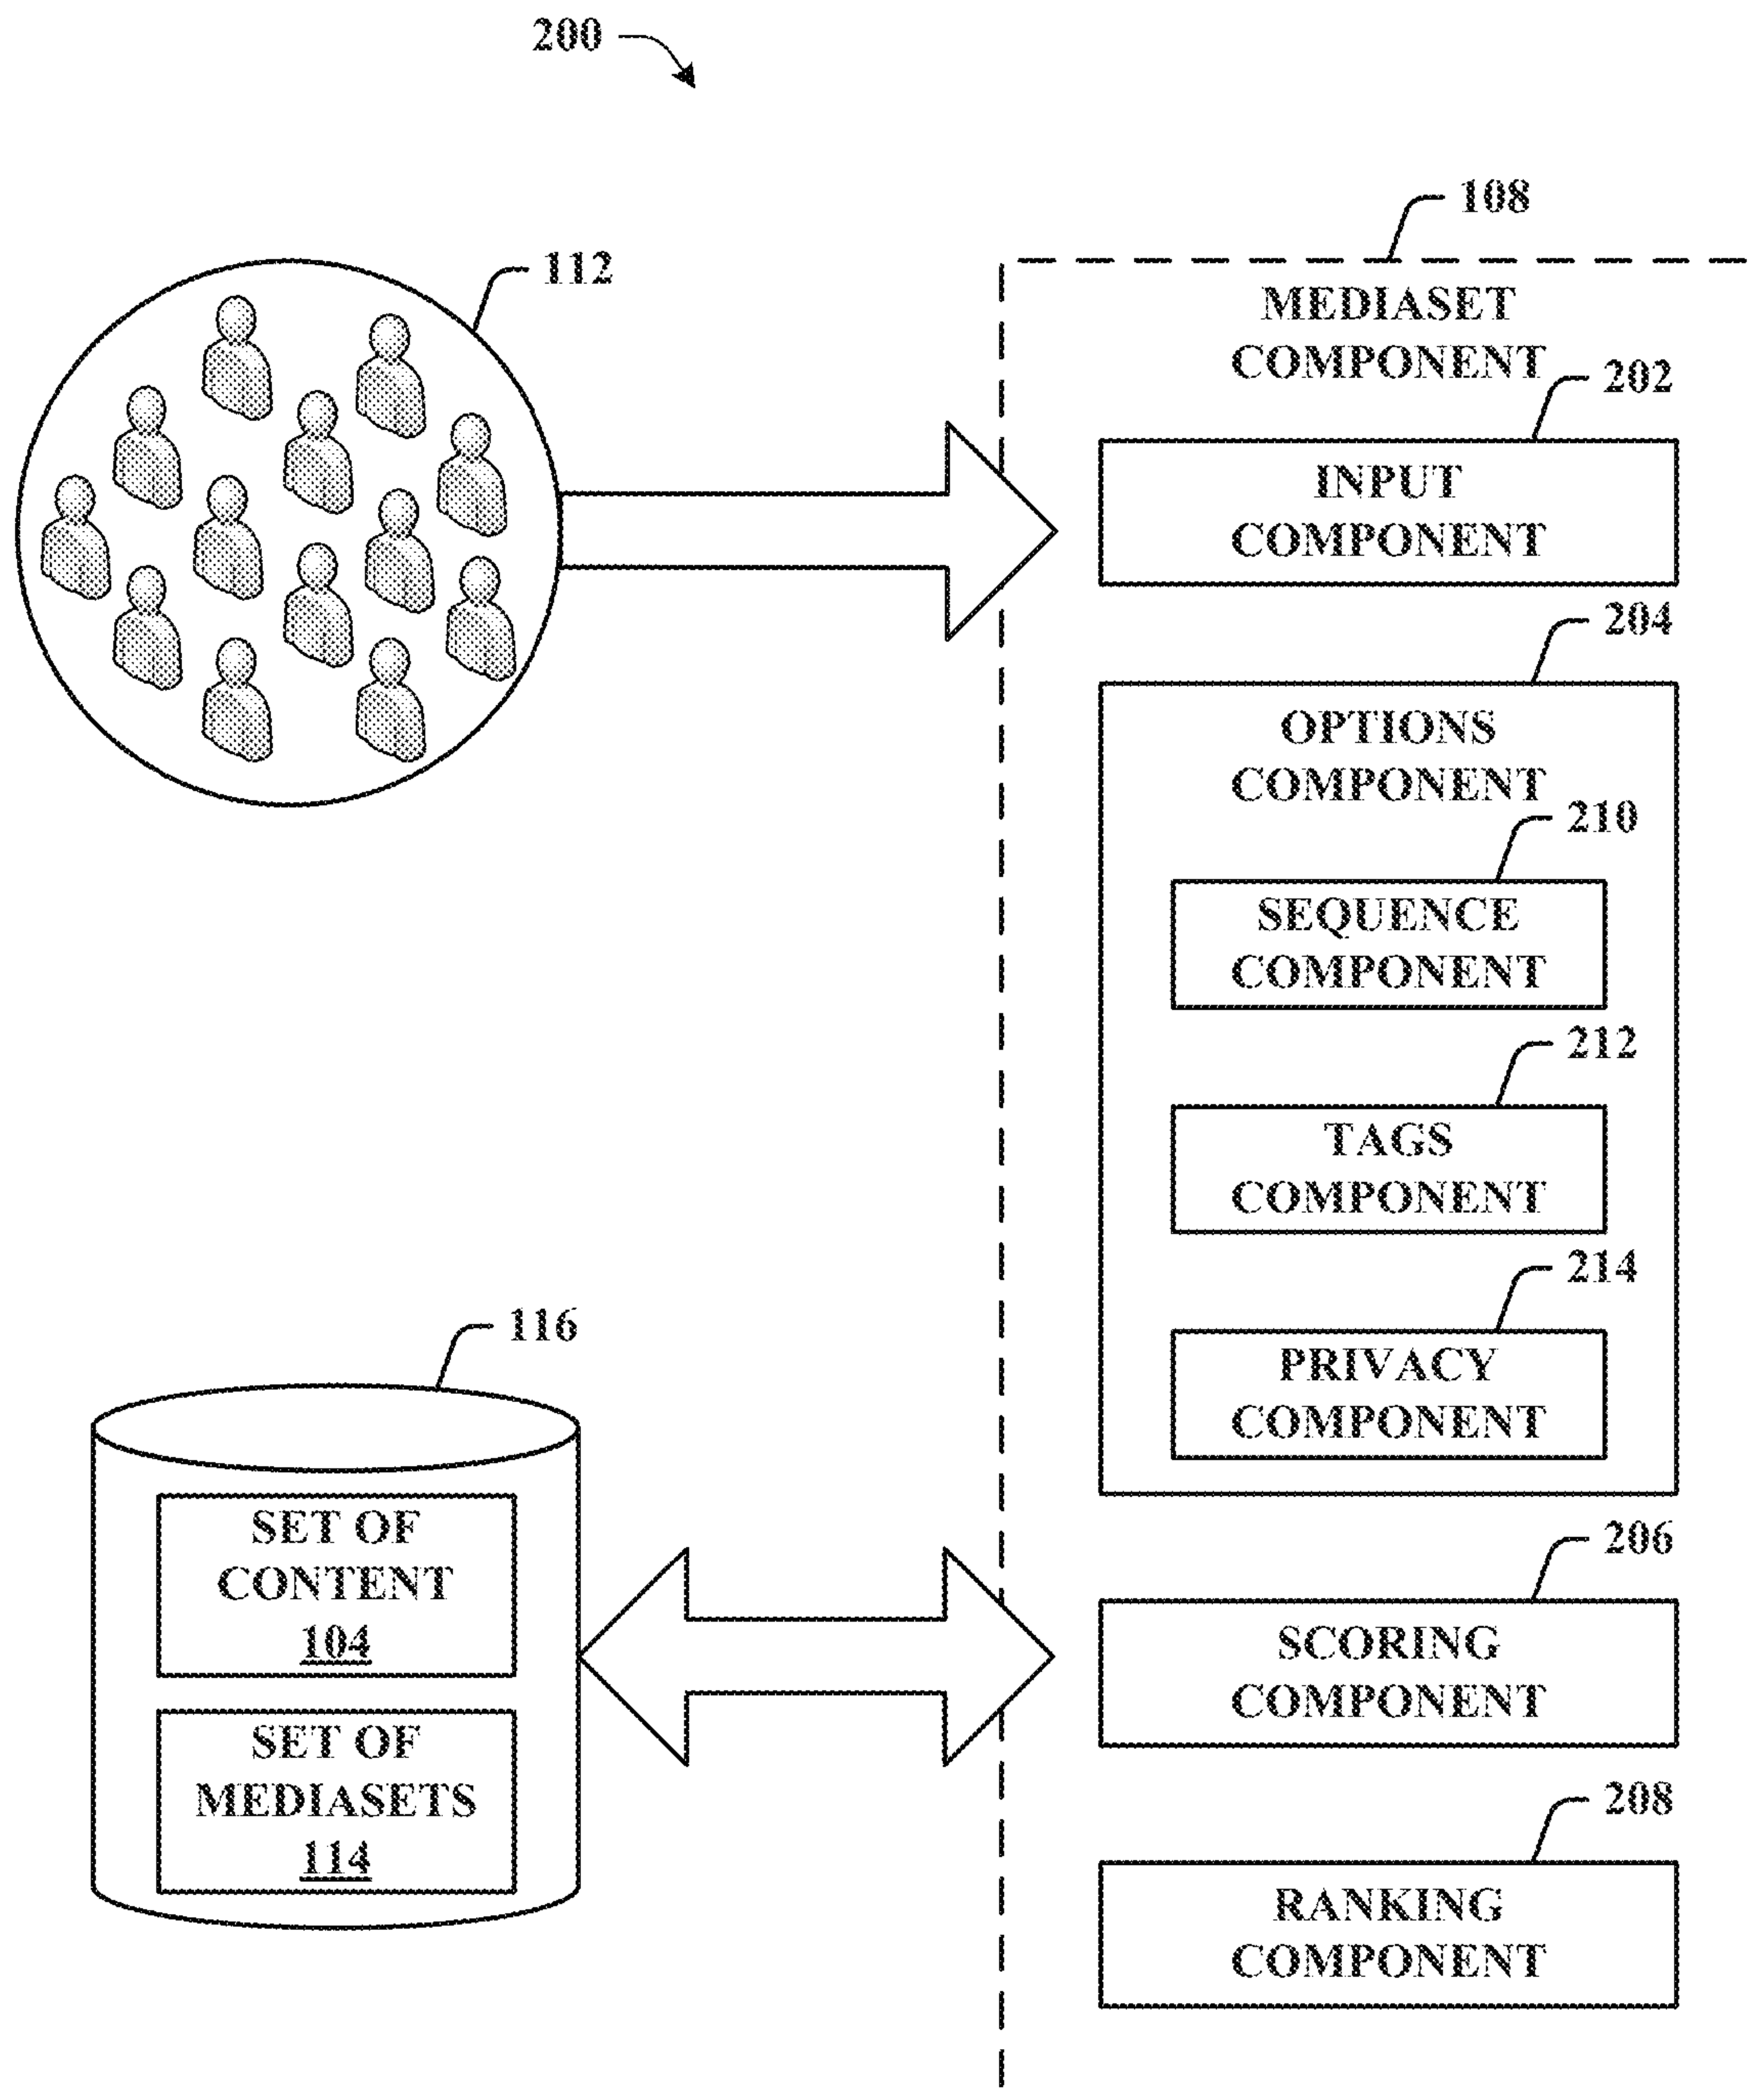 200
108
112
MEDIASET
COMPONENT
202
INPUT
COMPONENT
204
OPTIONS
COMPONENT
210
SEQUENCE
COMPONENT
212
TAGS
COMPONENT
214
PRIVACY
COMPONENT
116
SET OF
CONTENT
104
SET OF
MEDIASETS
114
206
SCORING
COMPONENT
208
RANKING
COMPONENT